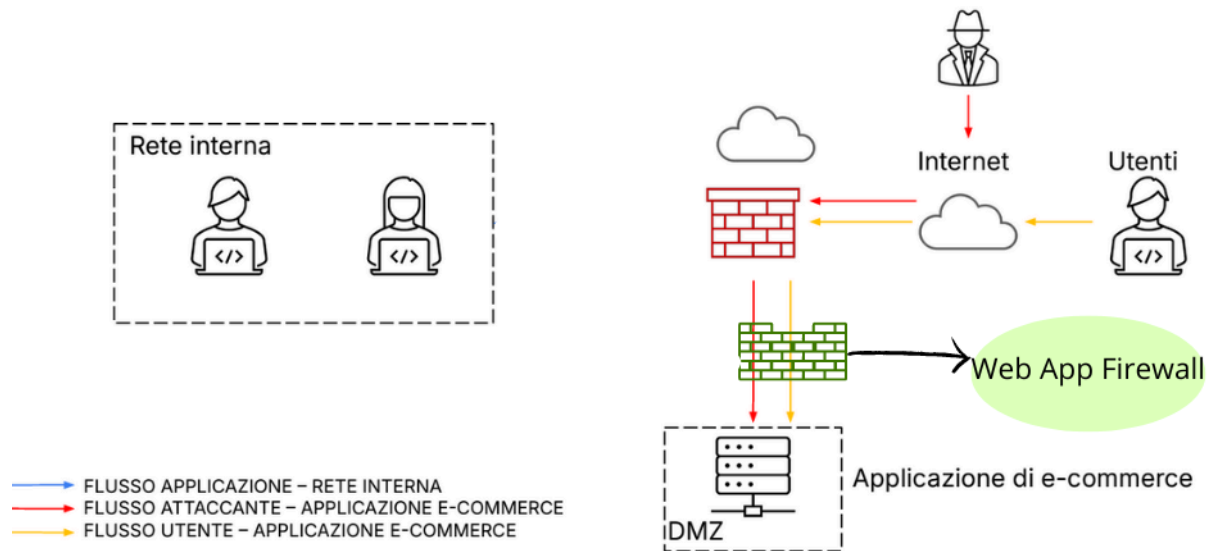 Rete interna
</>
</>
Internet
Utenti
</>
Web App Firewall
Applicazione di e-commerce
DMZ
FLUSSO APPLICAZIONE – RETE INTERNA
FLUSSO ATTACCANTE – APPLICAZIONE E-COMMERCE
FLUSSO UTENTE – APPLICAZIONE E-COMMERCE